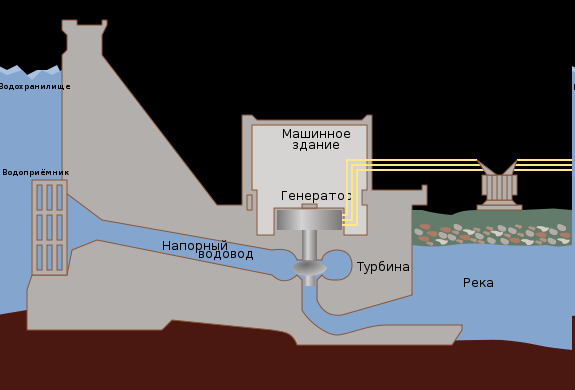 Водохранилище
Машинное
здание
Водоприёмник
Генератор
Напорный
водовод
Турбина
Река